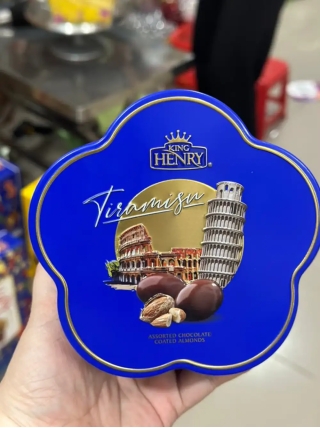 KING
HENRY
Tiramisu
ASSORTED CHOCOLATE
COATED ALMONDS